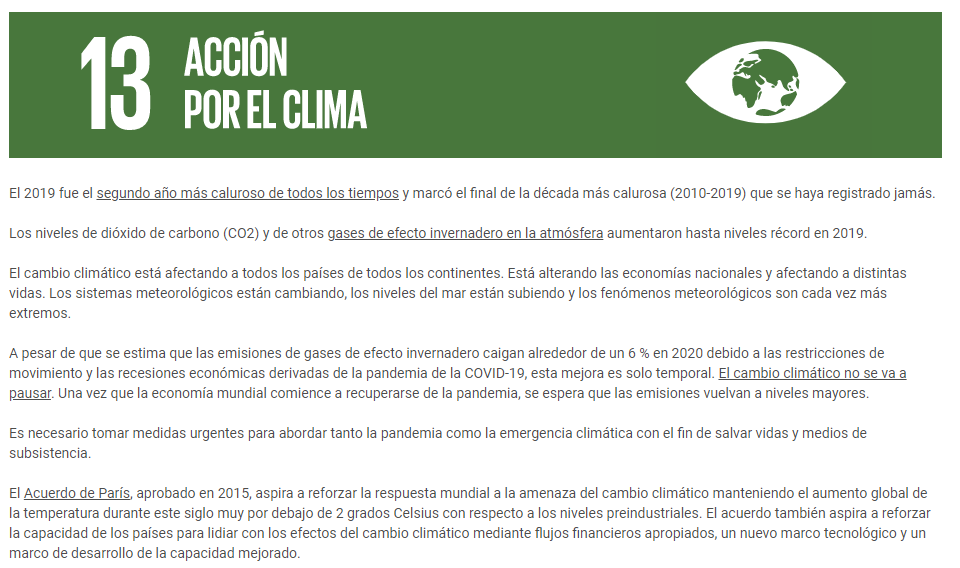 13
ACCIÓN
POR EL CLIMA
El 2019 fue el segundo año más caluroso de todos los tiempos y marcó el final de la década más calurosa (2010-2019) que se haya registrado jamás.
Los niveles de dióxido de carbono (CO2) y de otros gases de efecto invernadero en la atmósfera aumentaron hasta niveles récord en 2019.
El cambio climático está afectando a todos los países de todos los continentes. Está alterando las economías nacionales y afectando a distintas
vidas. Los sistemas meteorológicos están cambiando, los niveles del mar están subiendo y los fenómenos meteorológicos son cada vez más
extremos.
A pesar de que se estima que las emisiones de gases de efecto invernadero caigan alrededor de un 6 % en 2020 debido a las restricciones de
movimiento y las recesiones económicas derivadas de la pandemia de la COVID-19, esta mejora es solo temporal. El cambio climático no se va a
pausar. Una vez que la economía mundial comience a recuperarse de la pandemia, se espera que las emisiones vuelvan a niveles mayores.
Es necesario tomar medidas urgentes para abordar tanto la pandemia como la emergencia climática con el fin de salvar vidas y medios de
subsistencia.
El Acuerdo de París, aprobado en 2015, aspira a reforzar la respuesta mundial a la amenaza del cambio climático manteniendo el aumento global de
la temperatura durante este siglo muy por debajo de 2 grados Celsius con respecto a los niveles preindustriales. El acuerdo también aspira a reforzar
la capacidad de los países para lidiar con los efectos del cambio climático mediante flujos financieros apropiados, un nuevo marco tecnológico y un
marco de desarrollo de la capacidad mejorado.